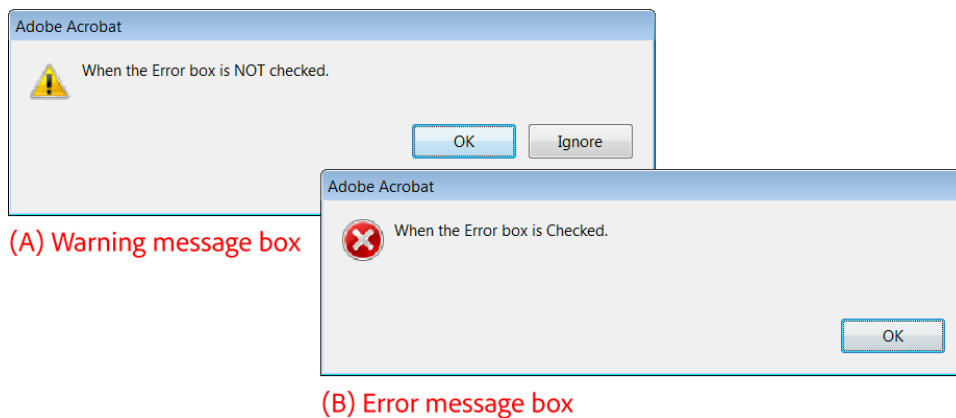 Adobe Acrobat
When the Error box is NOT checked.
OK
Ignore
(A) Warning message box
Adobe Acrobat
When the Error box is Checked.
OK
(B) Error message box